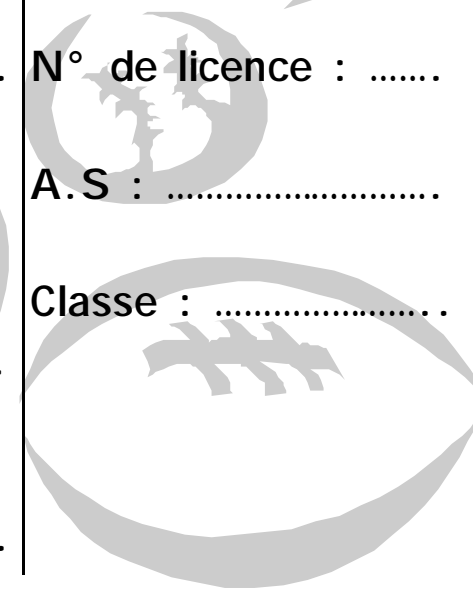 . N° de licence : …….
A.S : ……………………….
Classe : …………………..
.
.